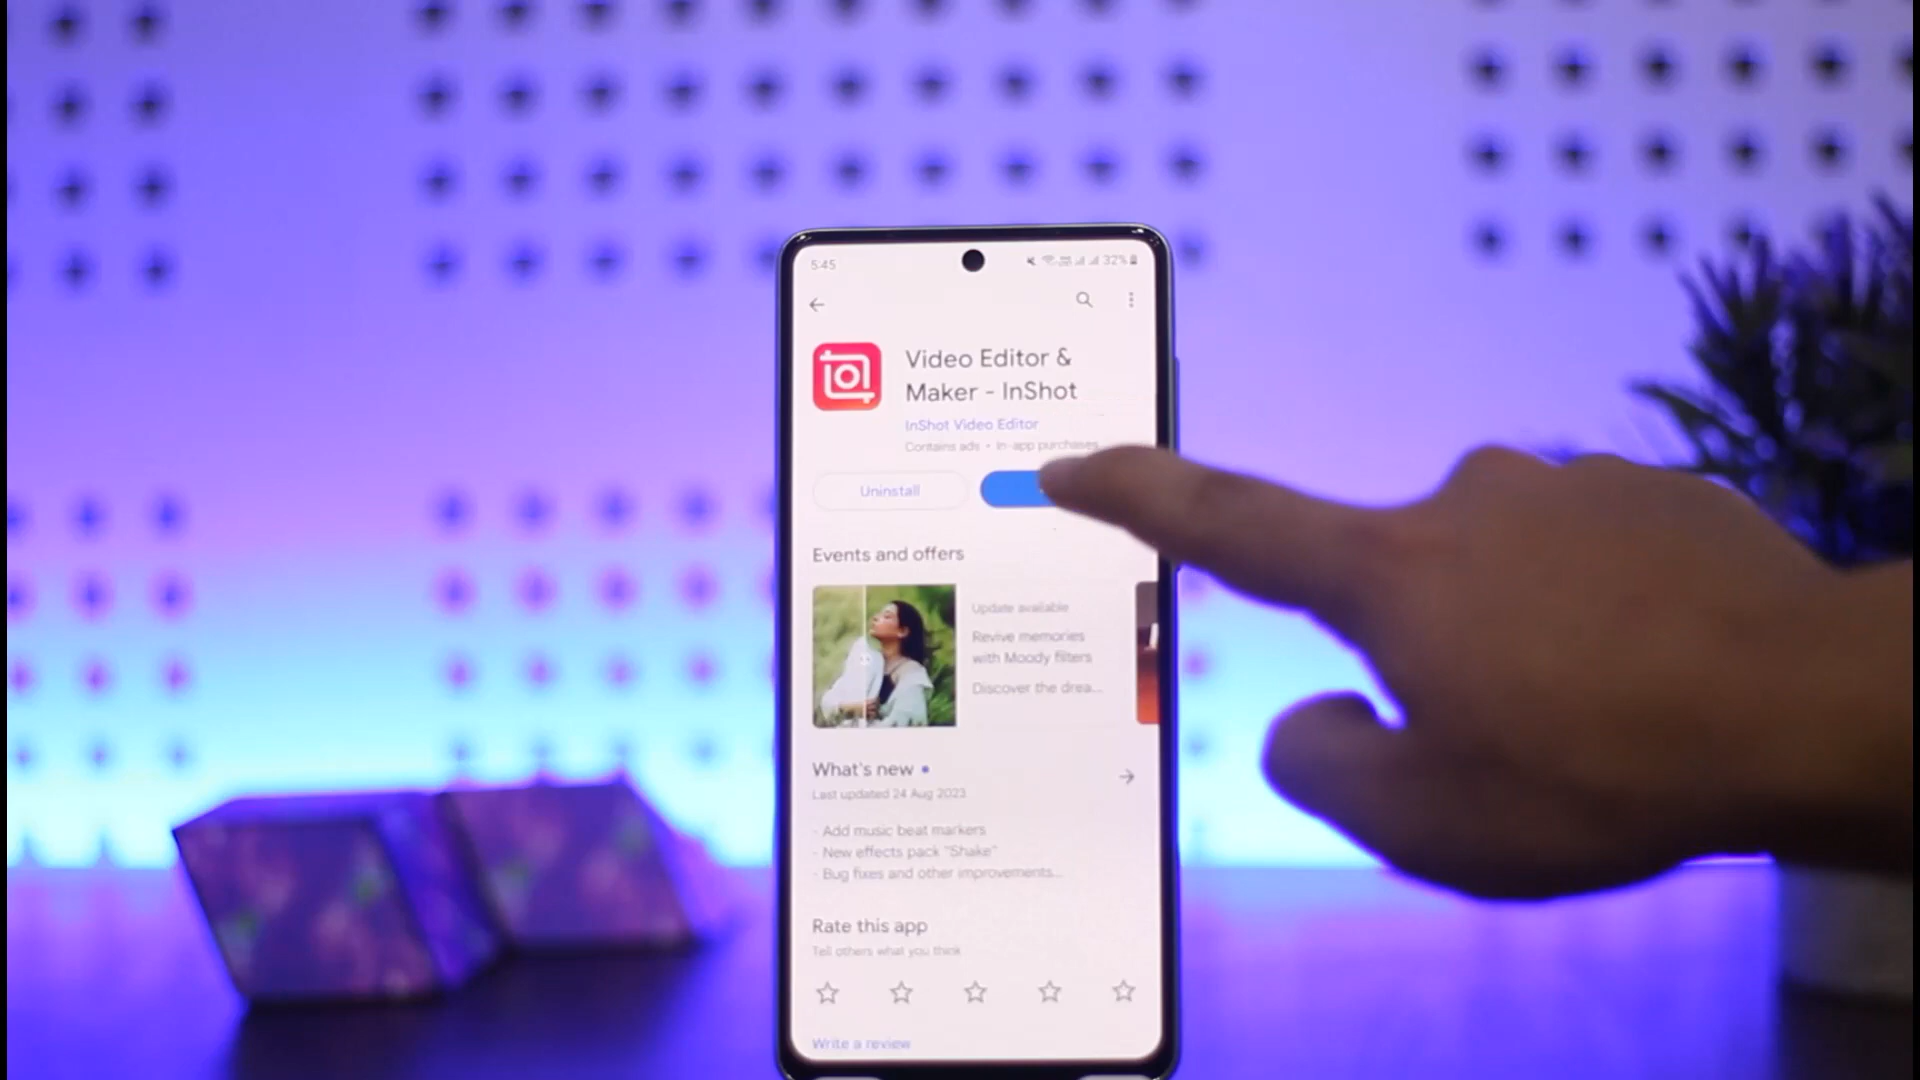 5:45
32%
Video Editor &
Maker - InShot
InShot Video Editor
Contains ads • In-app purchases
Uninstall
Events and offers
Update available
Revive memories
with Moody filters
Discover the drea...
What's new •
Last updated 24 Aug 2023
- Add music beat markers
- New effects pack "Shake"
- Bug fixes and other improvements...
Rate this app
Tell others what you think
Write a review